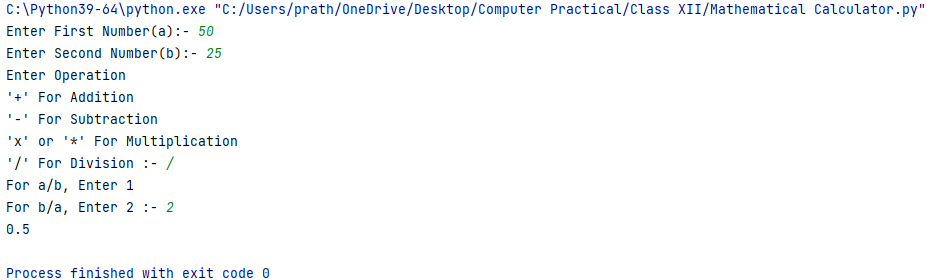 C:\Python39-64\python.exe "C:/Users/prath/OneDrive/Desktop/Computer Practical/Class XII/Mathematical Calculator.py"
Enter First Number(a):- 50
Enter Second Number(b):- 25
Enter Operation
'+' For Addition
'-' For Subtraction
'x' or '*' For Multiplication
'/' For Division :- /
For a/b, Enter 1
For b/a, Enter 2 :- 2
0.5
Process finished with exit code 0